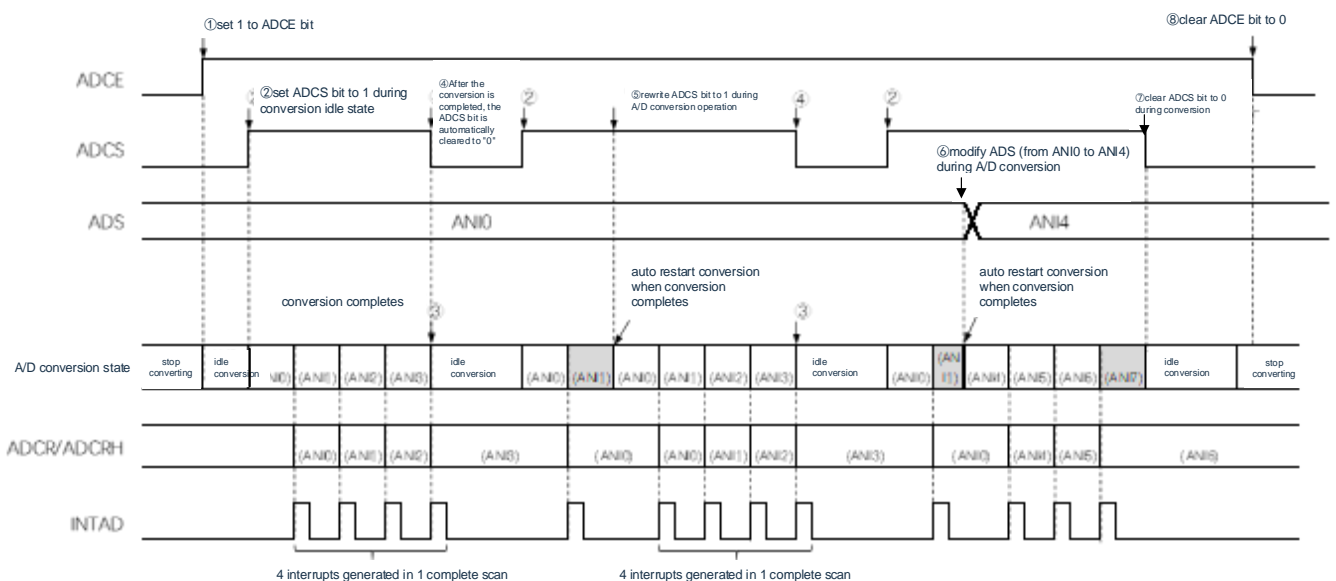 ①set 1 to ADCE bit
⑧clear ADCE bit to 0
ADCE
②set ADCS bit to 1 during
conversion idle state
④After the
conversion is
completed, the
ADCS bit is
automatically
cleared to "0"
②
⑤rewrite ADCS bit to 1 during
A/D conversion operation
④
②
⑦clear ADCS bit to 0
during conversion
ADCS
⑥modify ADS (from ANI0 to ANI4)
during A/D conversion
ADS
ANI0
ANI4
conversion completes
③
auto restart conversion
when conversion
completes
③
auto restart conversion
when conversion
completes
A/D conversion state
stop
converting
idle
conversion
(ANI1) (ANI2) (ANI3)
idle
conversion
(ANI0) (ANI1) (ANI0) (ANI1) (ANI2) (ANI3)
idle
conversion
(ANI0)
(AN
I1)
(ANI4) (ANI5) (ANI6) (ANI7)
idle
conversion
stop
converting
ADCR/ADCRH
(ANI0) (ANI1) (ANI2) (ANI3) (ANI0) (ANI0) (ANI1) (ANI2) (ANI3) (ANI0) (ANI4) (ANI5) (ANI6)
INTAD
4 interrupts generated in 1 complete scan
4 interrupts generated in 1 complete scan